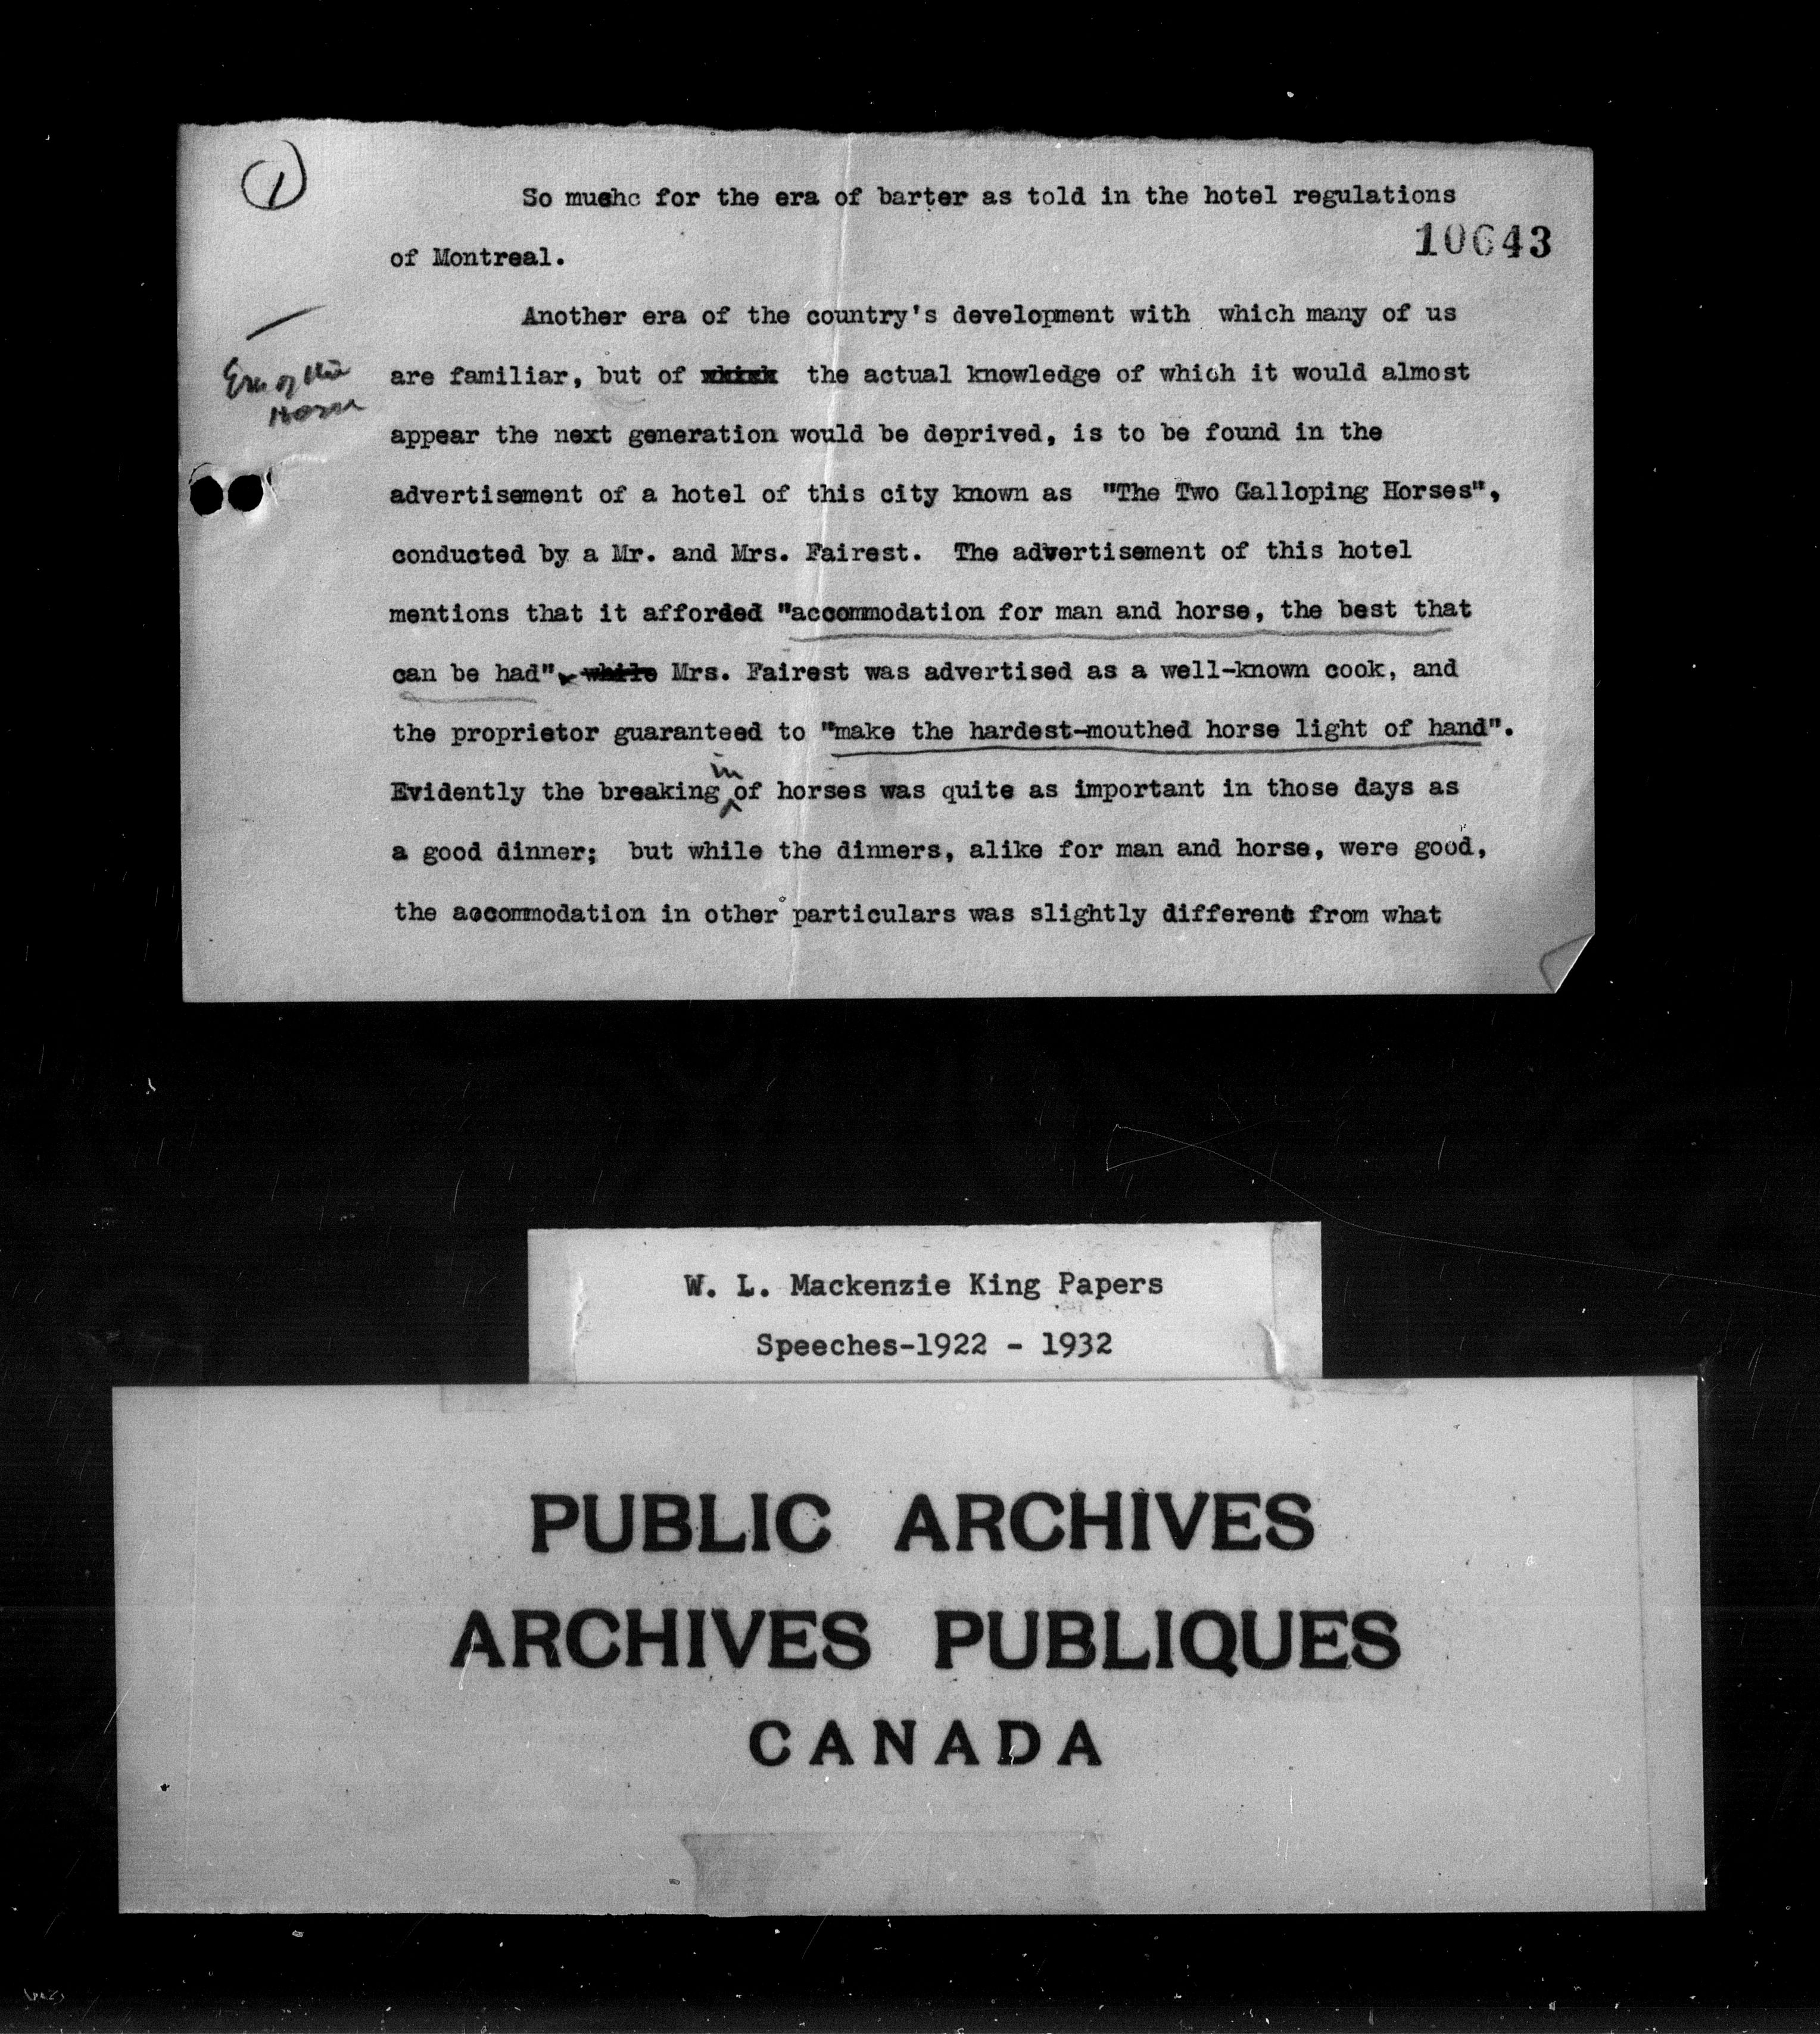 1
So muchc for the era of barter as told in the hotel regulations
10643
of Montreal.
Another era of the country's development with which many of us
Era of the
Horse
are familiar, but of the actual knowledge of which it would almost
appear the next generation would be deprived, is to be found in the
advertisement of a hotel of this city known as "The Two Galloping Horses",
conducted by a Mr. and Mrs. Fairest. The advertisement of this hotel
mentions that it afforded "accommodation for man and horse, the best that
can be had", while Mrs. Fairest was advertised as a well-known cook, and
the proprietor guaranteed to "make the hardest-mouthed horse light of hand".
Evidently the breaking in of horses was quite as important in those days as
a good dinner; but while the dinners, alike for man and horse, were good,
the accommodation in other particulars was slightly different from what
W. L. Mackenzie King Papers
Speeches-1922 - 1932
PUBLIC ARCHIVES
ARCHIVES PUBLIQUES
CANADA